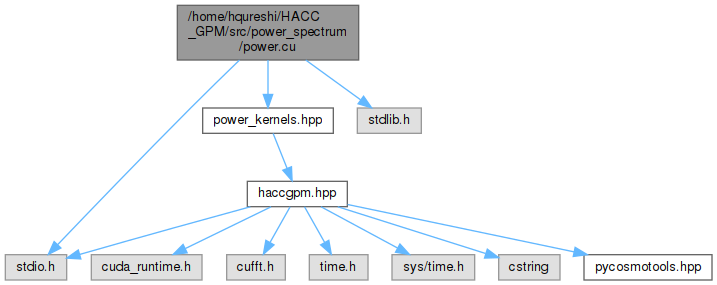 /home/hqureshi/HACC
_GPM/src/power_spectrum
/power.cu
power_kernels.hpp
stdlib.h
haccgpm.hpp
stdio.h
cuda_runtime.h
cufft.h
time.h
sys/time.h
cstring
pycosmotools.hpp